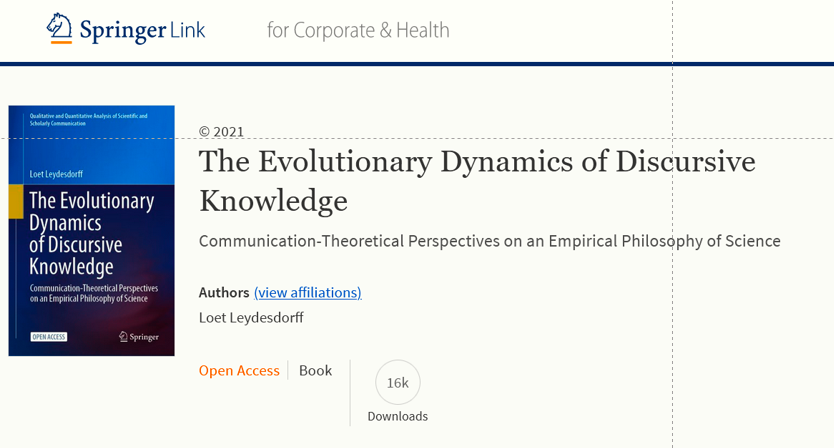 Springer Link
for Corporate & Health
Qualitative and Quantitative Analysis of Scientific and
Scholarly Communication
Loet Leydesdorff
The Evolutionary
Dynamics
of Discursive
Knowledge
Communication-Theoretical Perspectives
on an Empirical Philosophy of Science
OPEN ACCESS
Springer
© 2021
The Evolutionary Dynamics of Discursive
Knowledge
Communication-Theoretical Perspectives on an Empirical Philosophy of Science
Authors (view affiliations)
Loet Leydesdorff
Open Access
Book
16k
Downloads